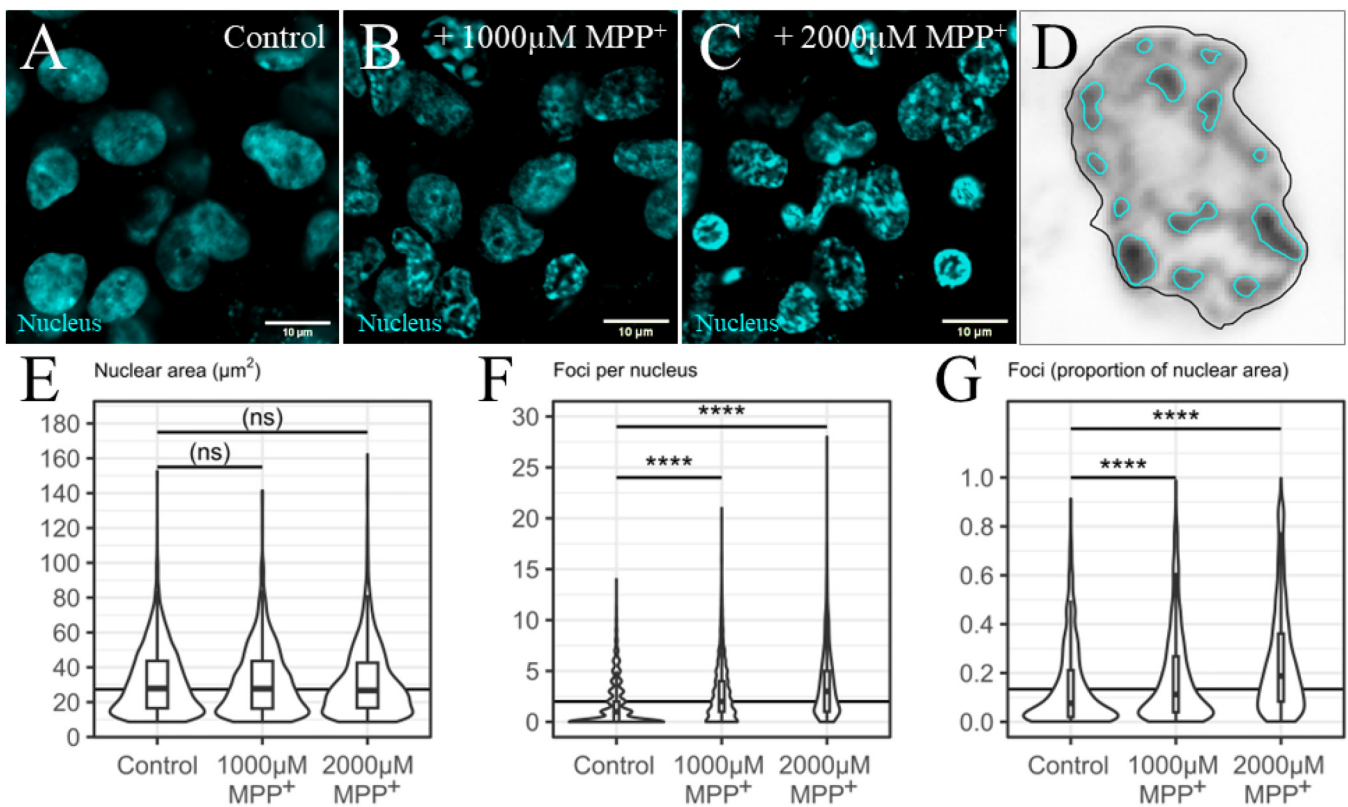 A
Control
Nucleus
10 µm
B
+ 1000µM MPP⁺
Nucleus
10 µm
C
+ 2000µM MPP⁺
Nucleus
10 µm
D
E
Nuclear area (µm²)
(ns)
(ns)
180
160
140
120
100
80
60
40
20
0
Control
1000µM
MPP⁺
2000µM
MPP⁺
F
Foci per nucleus
****
****
30
25
20
15
10
5
0
Control
1000µM
MPP⁺
2000µM
MPP⁺
G
Foci (proportion of nuclear area)
****
****
1.0
0.8
0.6
0.4
0.2
0.0
Control
1000µM
MPP⁺
2000µM
MPP⁺